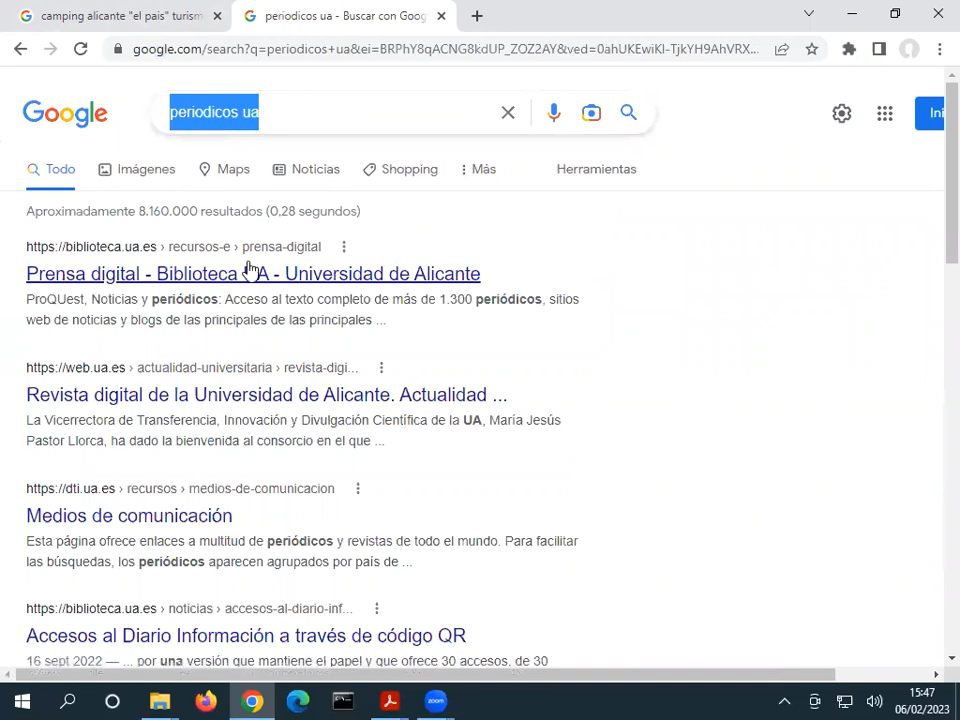 camping alicante "el pais" turism
periodicos ua - Buscar con Goog
google.com/search?q=periodicos+ua&ei=BRPhY8qACNG8kdUP_ZOZ2AY&ved=0ahUKEwiKl-TjkYH9AhVRX...
Google
periodicos ua
Ini
Todo
Imágenes
Maps
Noticias
Shopping
Más
Herramientas
Aproximadamente 8.160.000 resultados (0,28 segundos)
https://biblioteca.ua.es › recursos-e › prensa-digital
Prensa digital - Biblioteca UA - Universidad de Alicante
ProQUest, Noticias y periódicos: Acceso al texto completo de más de 1.300 periódicos, sitios
web de noticias y blogs de las principales de las principales ...
https://web.ua.es › actualidad-universitaria › revista-digi...
Revista digital de la Universidad de Alicante. Actualidad ...
La Vicerrectora de Transferencia, Innovación y Divulgación Científica de la UA, María Jesús
Pastor Llorca, ha dado la bienvenida al consorcio en el que ...
https://dti.ua.es › recursos › medios-de-comunicacion
Medios de comunicación
Esta página ofrece enlaces a multitud de periódicos y revistas de todo el mundo. Para facilitar
las búsquedas, los periódicos aparecen agrupados por país de ...
https://biblioteca.ua.es › noticias › accesos-al-diario-inf...
Accesos al Diario Información a través de código QR
16 sept 2022 — ... por una versión que mantiene el papel y que ofrece 30 accesos, de 30
zoom
15:47
06/02/2023